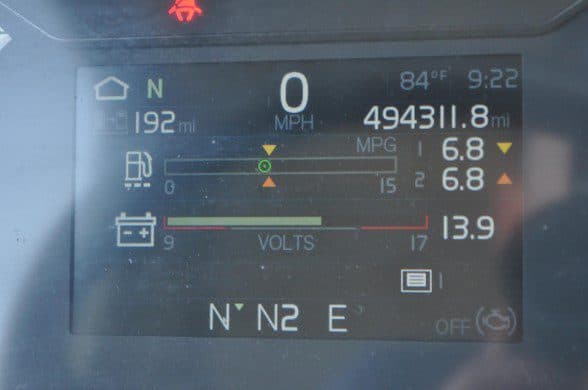 N 0 84°F 9:22
192 mi MPH 494311.8 mi
MPG 1 6.8
0 15 2 6.8
9 VOLTS 17 13.9
1
N N2 E OFF